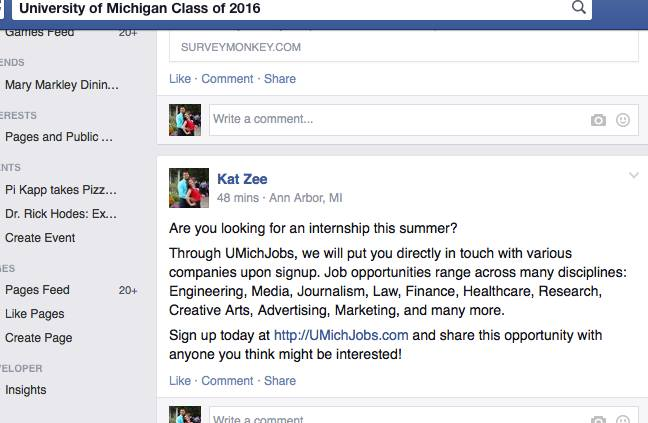 University of Michigan Class of 2016
Games Feed 20+
SURVEYMONKEY.COM
Like · Comment · Share
Mary Markley Dinin...
Write a comment...
Pages and Public ...
Pi Kapp takes Pizz...
Dr. Rick Hodes: Ex...
Create Event
Pages Feed 20+
Like Pages
Create Page
Insights
Kat Zee
48 mins · Ann Arbor, MI
Are you looking for an internship this summer?
Through UMichJobs, we will put you directly in touch with various
companies upon signup. Job opportunities range across many disciplines:
Engineering, Media, Journalism, Law, Finance, Healthcare, Research,
Creative Arts, Advertising, Marketing, and many more.
Sign up today at http://UMichJobs.com and share this opportunity with
anyone you think might be interested!
Like · Comment · Share
Write a comment